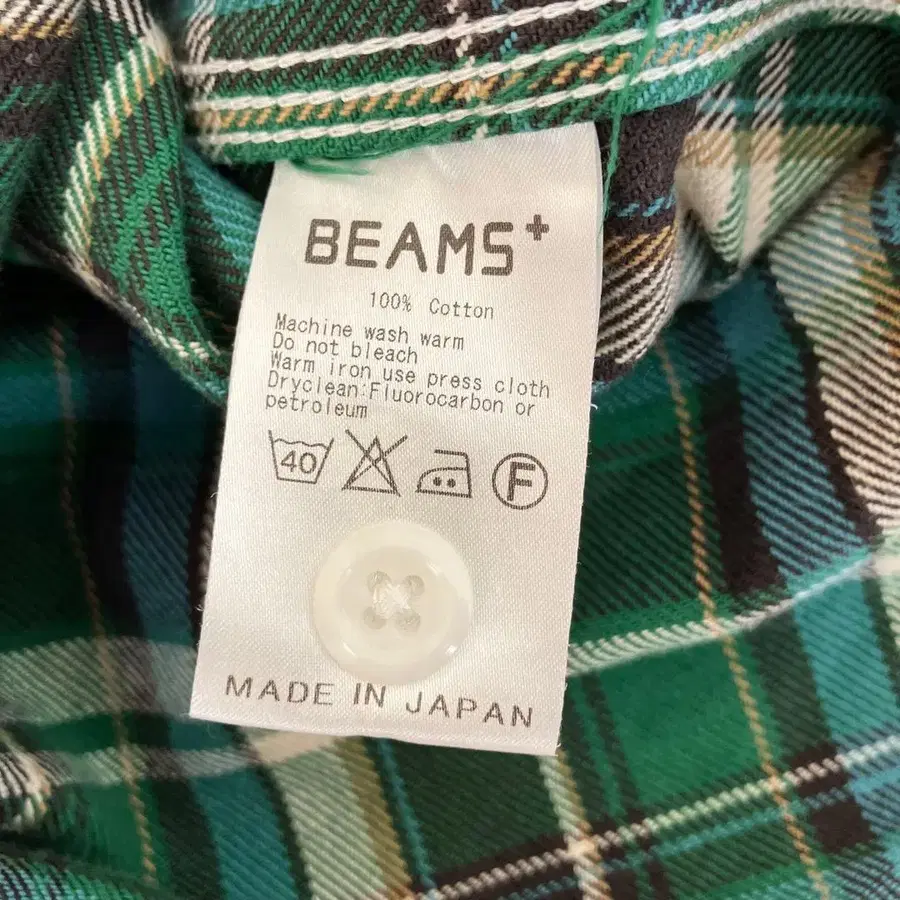 BEAMS+
100% Cotton
Machine wash warm
Do not bleach
Warm iron use press cloth
Dryclean:Fluorocarbon or
petroleum
40
F
MADE IN JAPAN